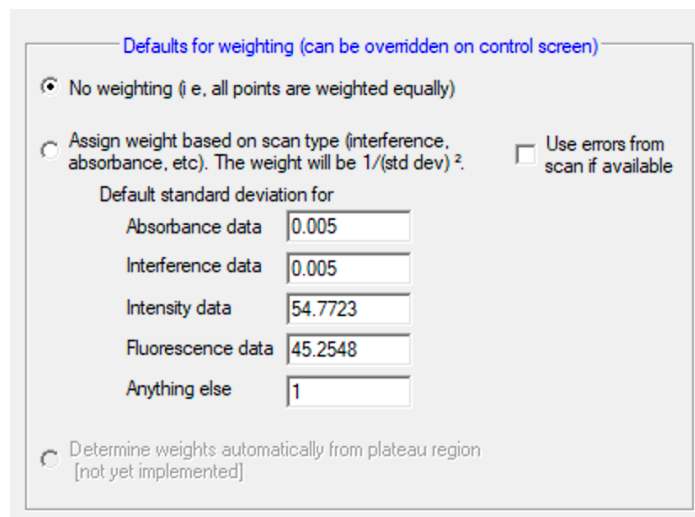 Defaults for weighting (can be overridden on control screen)
No weighting (i e, all points are weighted equally)
Assign weight based on scan type (interference,
absorbance, etc). The weight will be 1/(std dev) ².
Use errors from
scan if available
Default standard deviation for
Absorbance data 0.005
Interference data 0.005
Intensity data 54.7723
Fluorescence data 45.2548
Anything else 1
Determine weights automatically from plateau region
[not yet implemented]